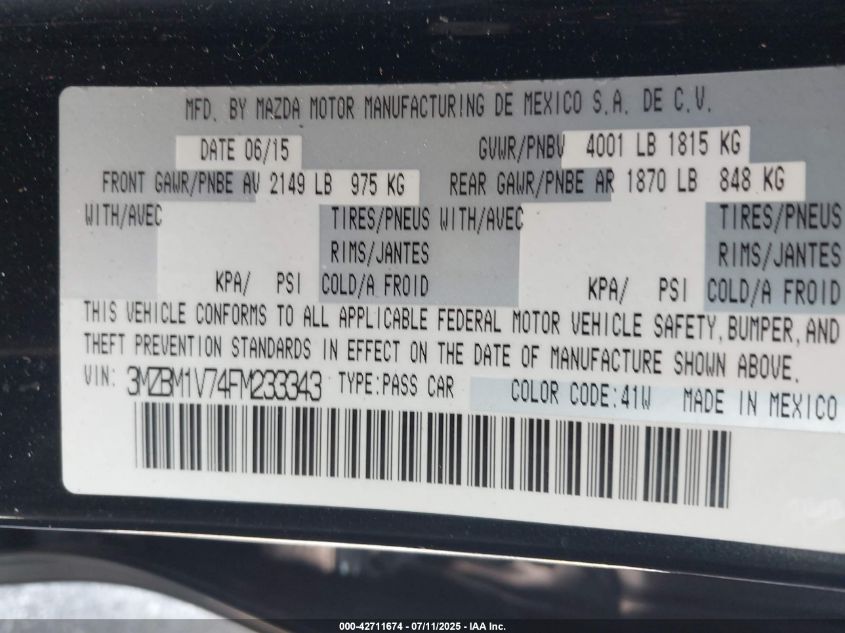 MFD. BY MAZDA MOTOR MANUFACTURING DE MEXICO S.A. DE C.V.
DATE 06/15 GVWR/PNBV 4001 LB 1815 KG
FRONT GAWR/PNBE AV 2149 LB 975 KG REAR GAWR/PNBE AR 1870 LB 848 KG
WITH/AVEC TIRES/PNEUS WITH/AVEC TIRES/PNEUS
RIMS/JANTES RIMS/JANTES
KPA/ PSI COLD/A FROID KPA/ PSI COLD/A FROID
THIS VEHICLE CONFORMS TO ALL APPLICABLE FEDERAL MOTOR VEHICLE SAFETY, BUMPER, AND
THEFT PREVENTION STANDARDS IN EFFECT ON THE DATE OF MANUFACTURE SHOWN ABOVE.
VIN: 3MZBM1V74FM233343 TYPE:PASS CAR COLOR CODE:41W MADE IN MEXICO
000-42711674 - 07/11/2025 - IAA Inc.